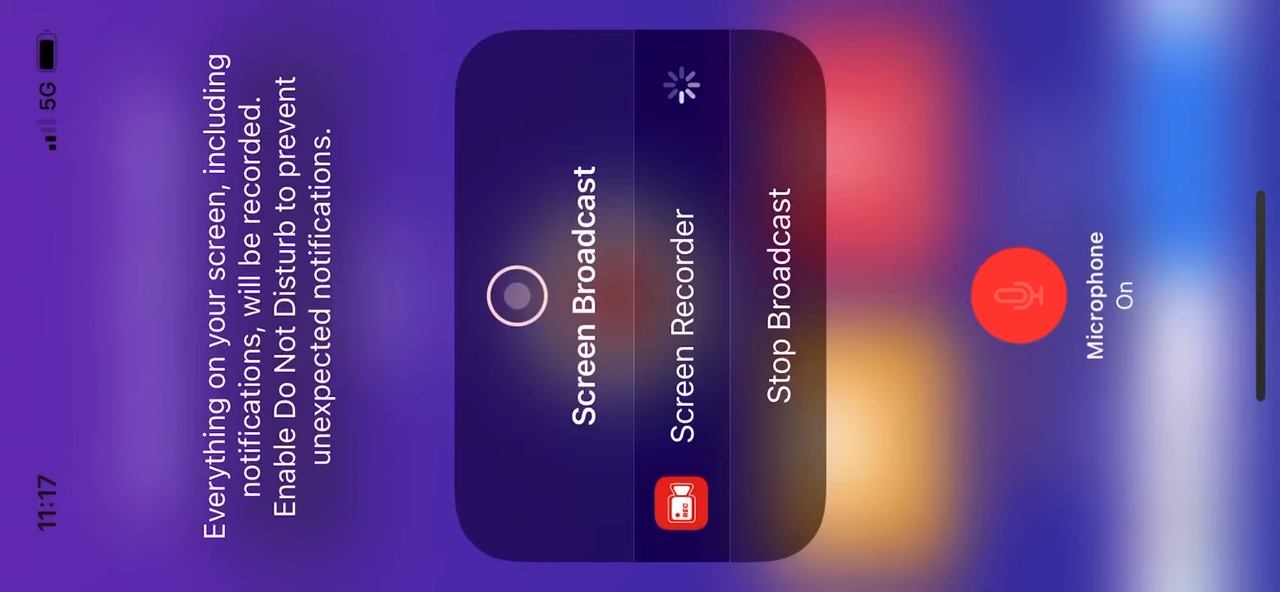 11:17
5G
Everything on your screen, including
notifications, will be recorded.
Enable Do Not Disturb to prevent
unexpected notifications.
Screen Broadcast
Screen Recorder
REC
Stop Broadcast
Microphone
On